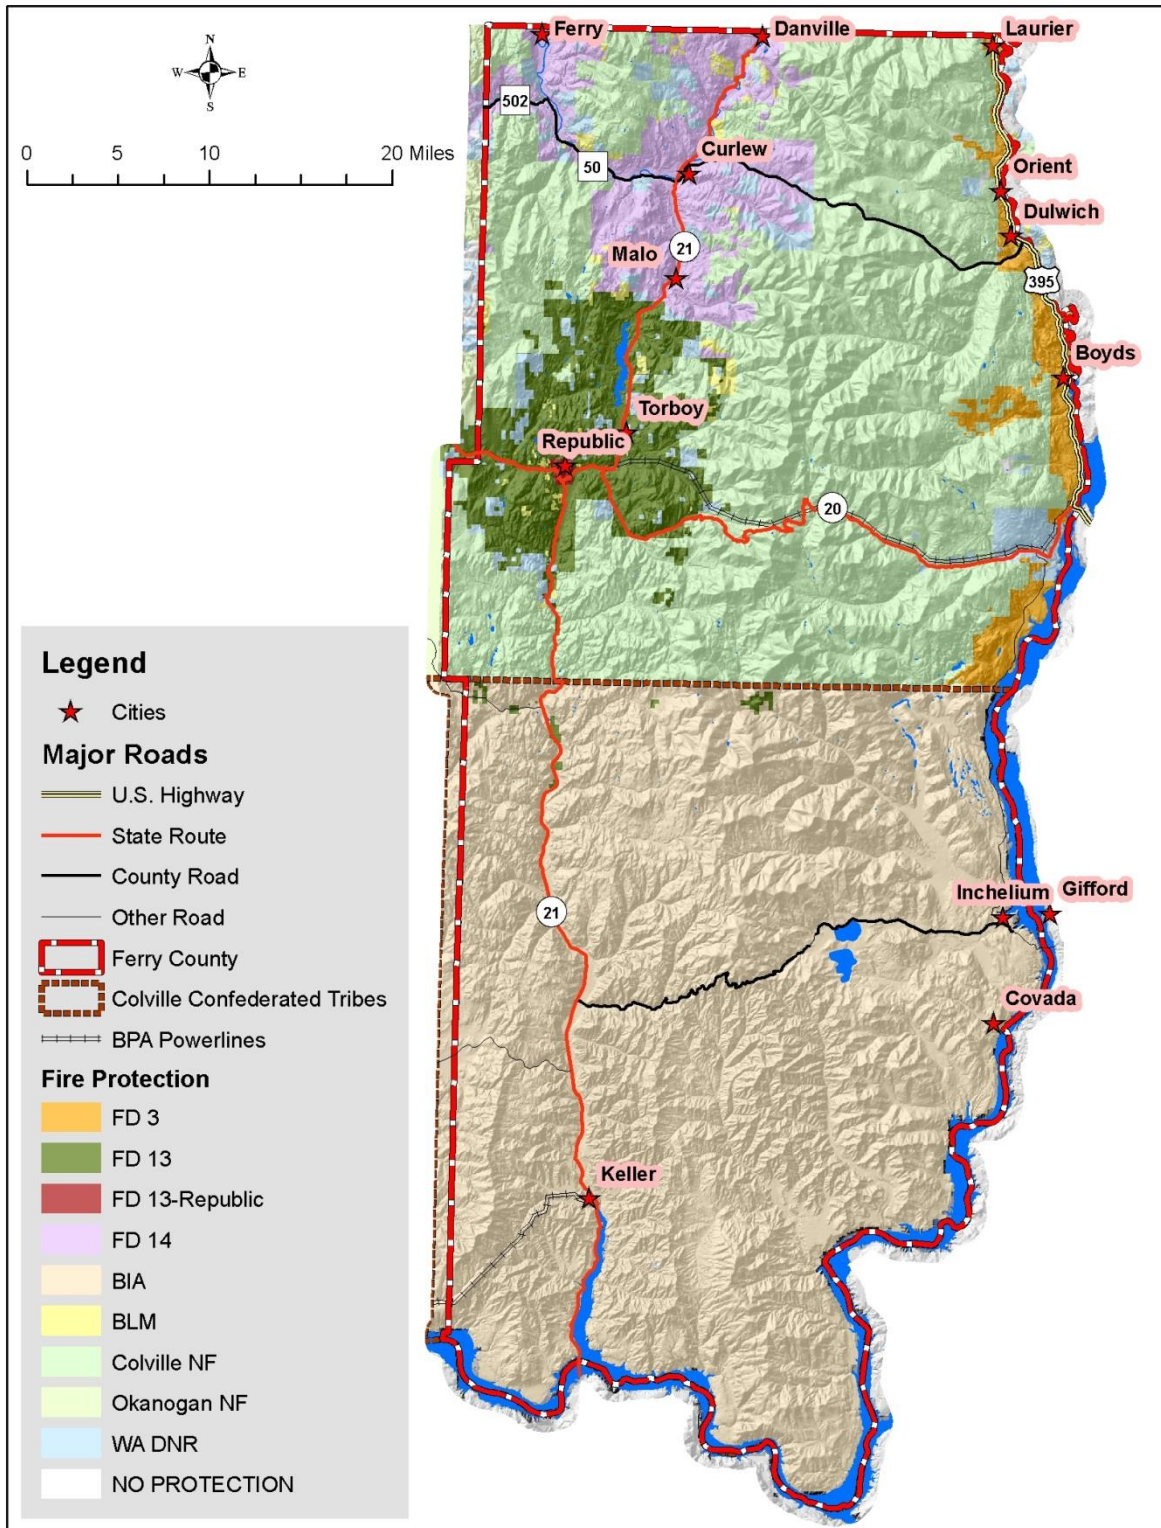 Ferry
Danville
Laurier
N
W E
S
502
0 5 10 20 Miles
Curlew
50
Orient
Dulwich
21
Malo
395
Boyds
Torboy
Republic
20
Legend
Cities
Major Roads
U.S. Highway
State Route
County Road
Other Road
Ferry County
Colville Confederated Tribes
BPA Powerlines
Fire Protection
FD 3
FD 13
FD 13-Republic
FD 14
BIA
BLM
Colville NF
Okanogan NF
WA DNR
NO PROTECTION
21
Inchelium
Gifford
Covada
Keller